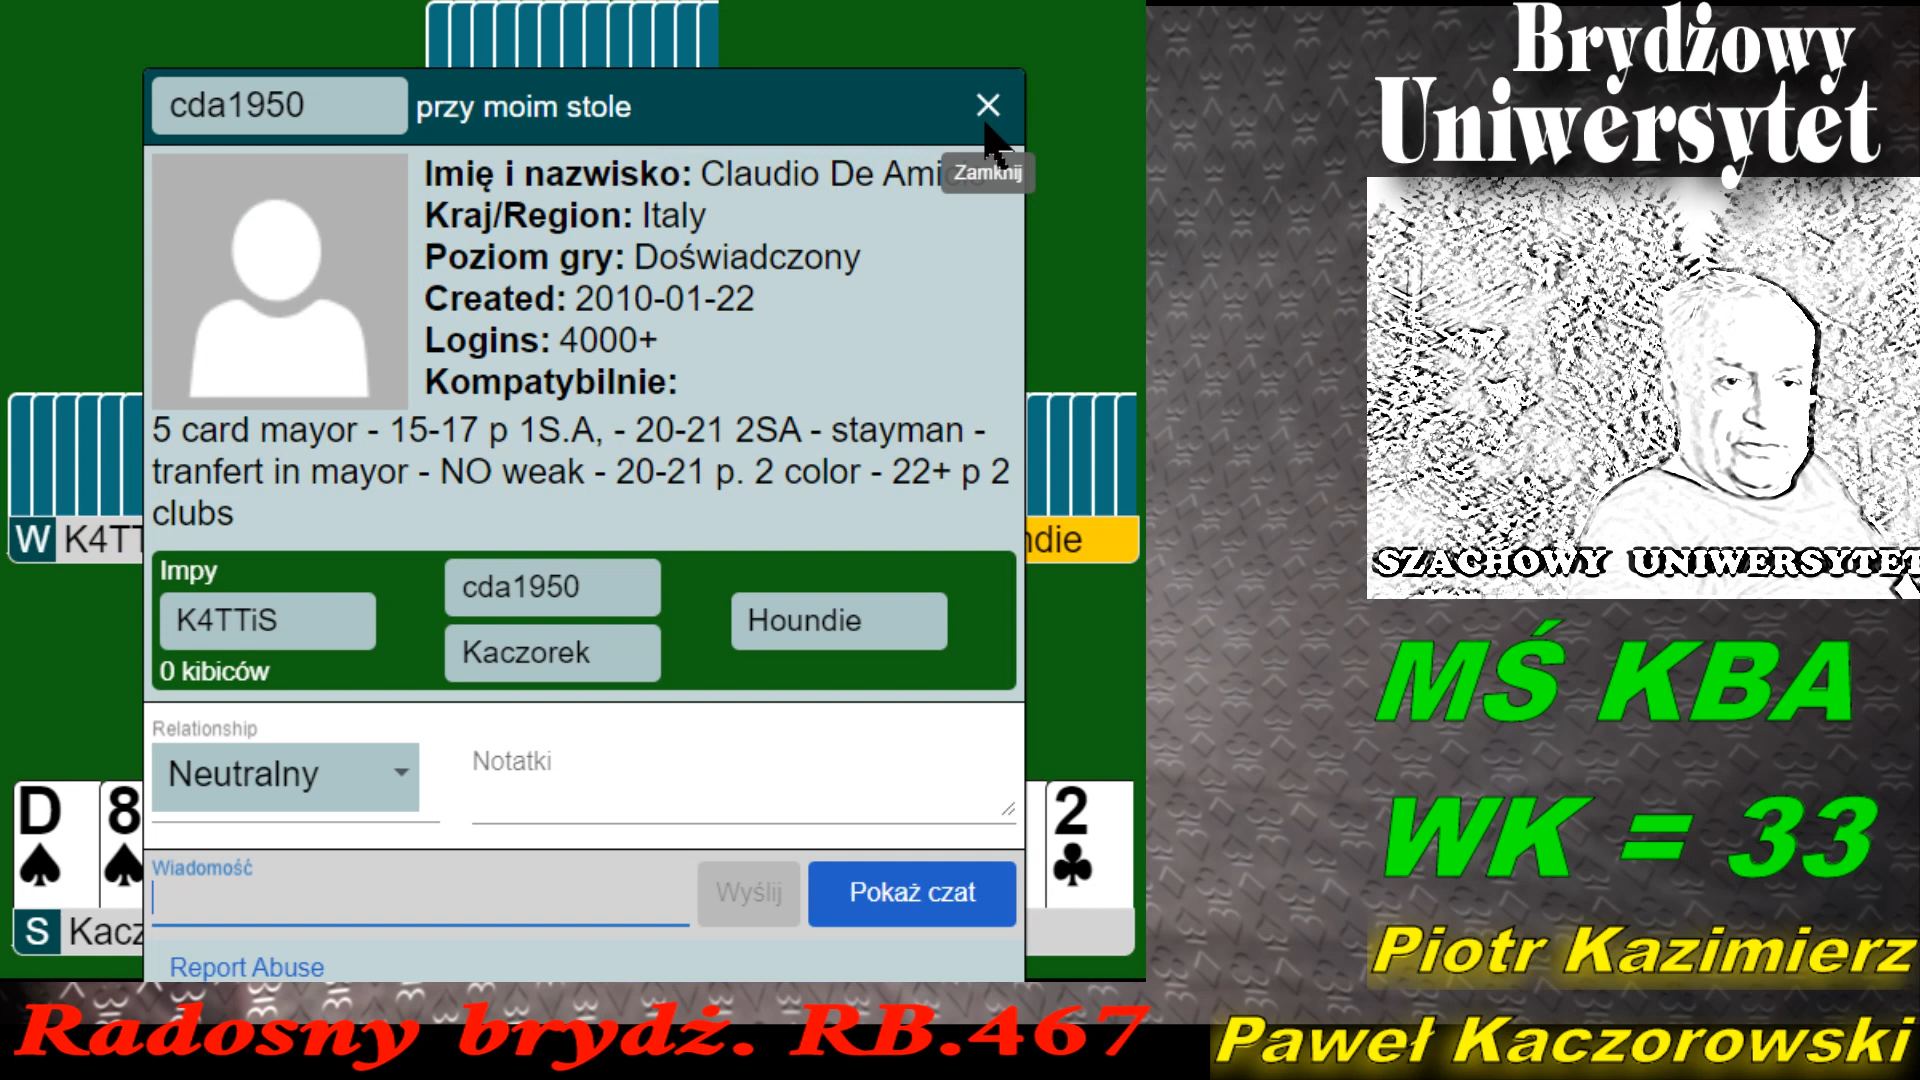 cda1950 przy moim stole
Zamknij
Imię i nazwisko: Claudio De
Kraj/Region: Italy
Poziom gry: Doświadczony
Created: 2010-01-22
Logins: 4000+
Kompatybilnie:
5 card mayor - 15-17 p 1S.A, - 20-21 2SA - stayman -
tranfert in mayor - NO weak - 20-21 p. 2 color - 22+ p 2
clubs
W K4TT
ndie
Impy
cda1950
K4TTiS
Houndie
Kaczorek
0 kibiców
Relationship
Neutralny
Notatki
D 8
2
Wiadomość
Wyślij
Pokaż czat
S Kacz
Report Abuse
Radosny brydż. RB.467
Brydżowy
Uniwersytet
SZACHOWY UNIWERSYTET
MŚ KBA
WK = 33
Piotr Kazimierz
Paweł Kaczorowski